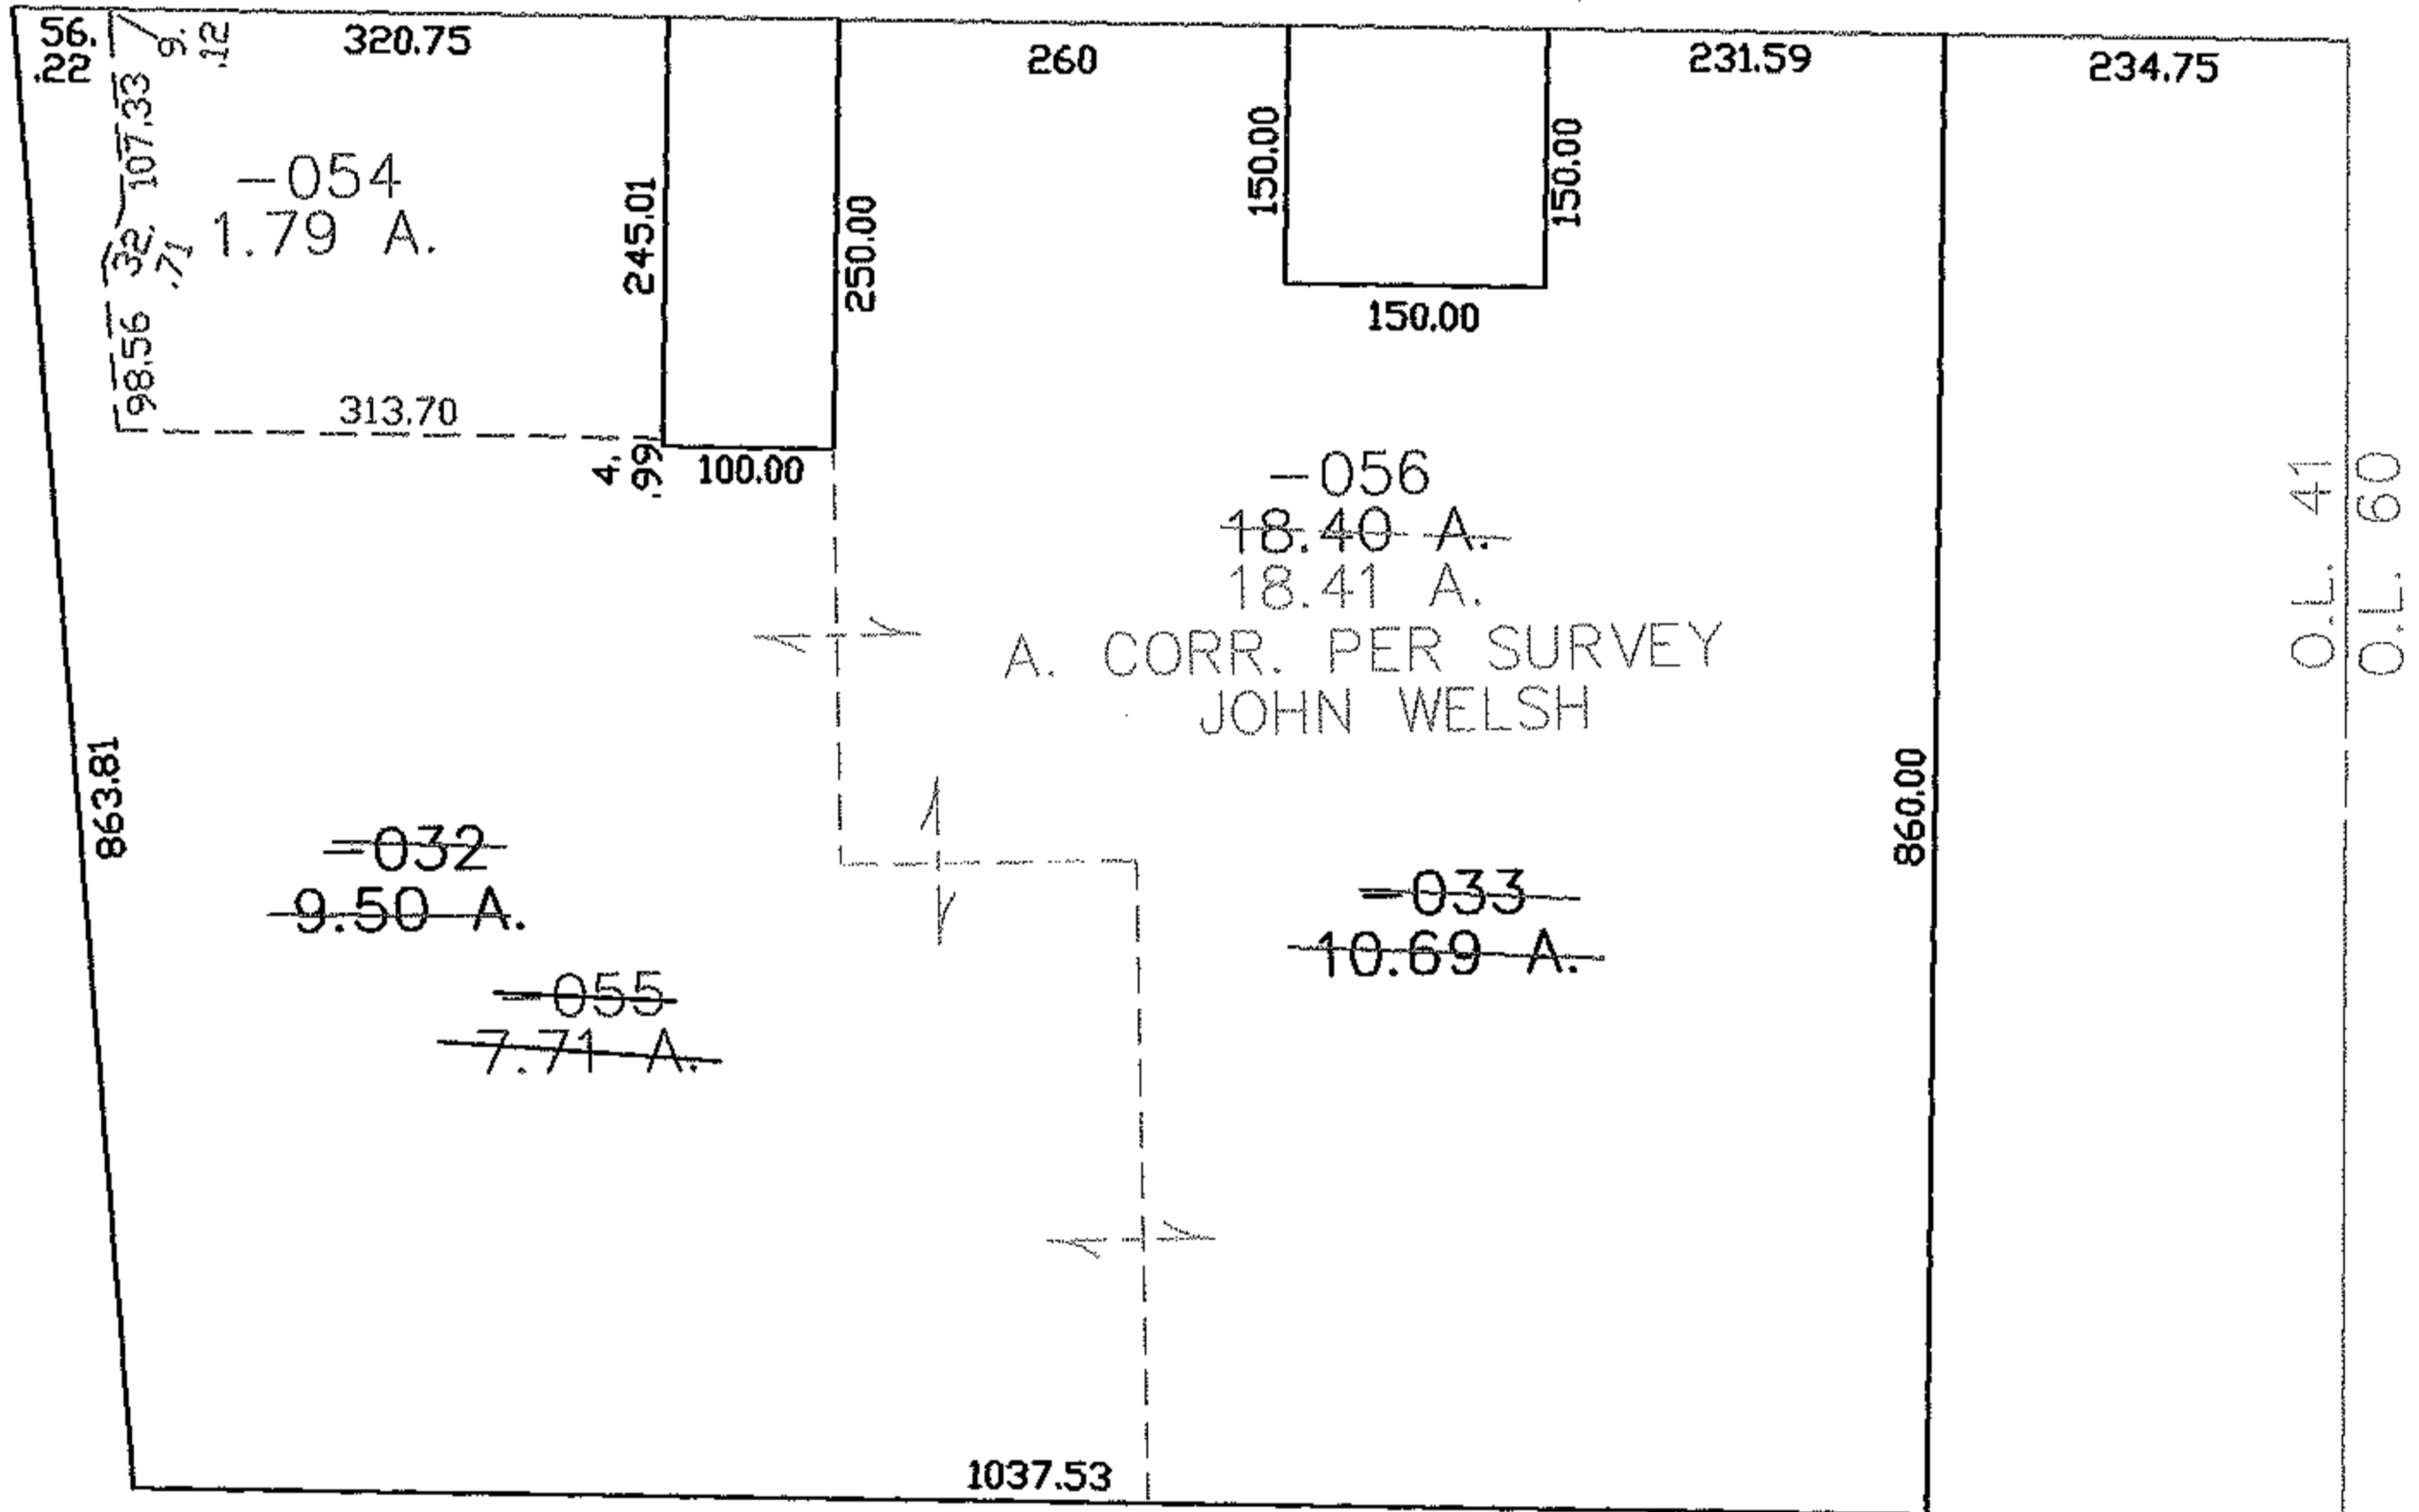 56.
.22
9.
.12
320.75
260
231.59
234.75
107.33
-054
1.79 A.
32.
.71
98.56
245.01
250.00
150.00
150.00
150.00
313.70
4.
.99
100.00
-056
18.40 A.
18.41 A.
A. CORR. PER SURVEY
JOHN WELSH
O.L. 41
O.L. 60
863.81
860.00
-032
9.50 A.
-033
10.69 A.
-055
7.71 A.
1037.53